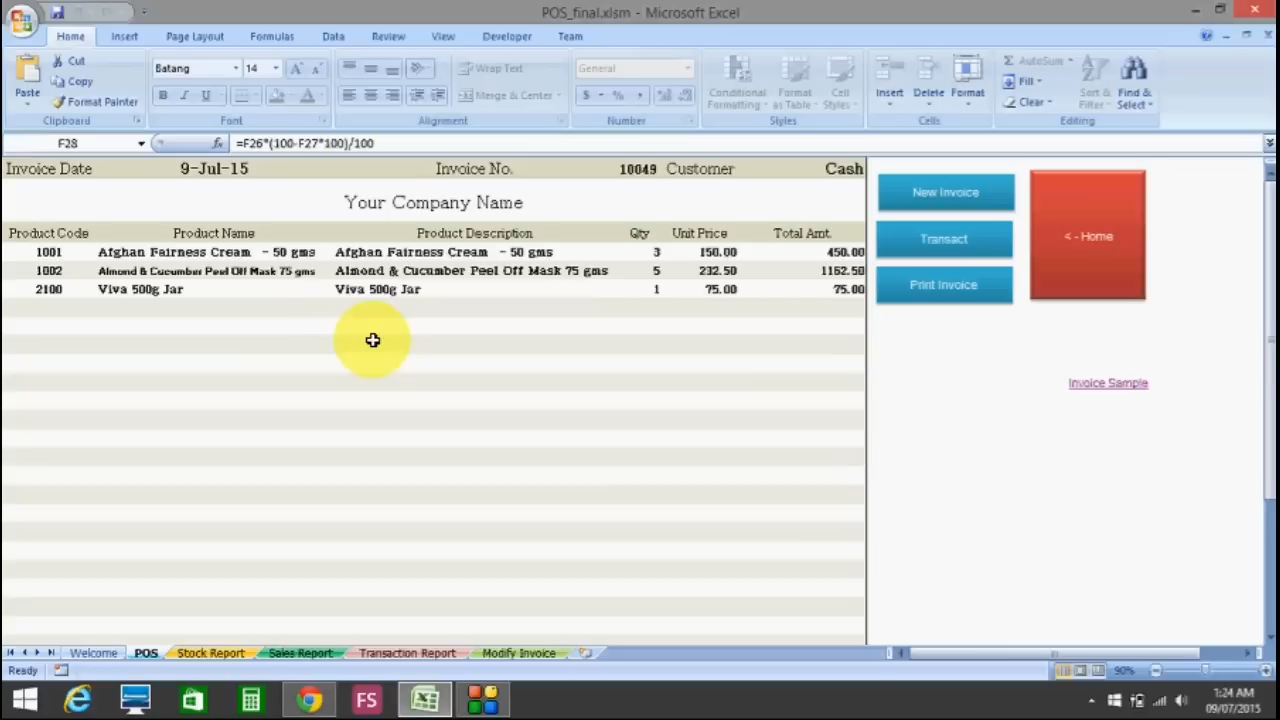 POS_final.xlsm - Microsoft Excel
Home Insert Page Layout Formulas Data Review View Developer Team
Paste Cut Copy Format Painter Clipboard
Batang 14 A A B I U A Font
Wrap Text Merge & Center Alignment
General $ % , Number
Conditional Formatting Format as Table Cell Styles Styles
Insert Delete Format Cells
Σ AutoSum Fill Clear Sort & Filter Find & Select Editing
F28 fx =F26*(100-F27*100)/100
Invoice Date 9-Jul-15 Invoice No. 10049 Customer Cash
Your Company Name
Product Code Product Name Product Description Qty Unit Price Total Amt.
1001 Afghan Fairness Cream - 50 gms Afghan Fairness Cream - 50 gms 3 150.00 450.00
1002 Almond & Cucumber Peel Off Mask 75 gms Almond & Cucumber Peel Off Mask 75 gms 5 232.50 1162.50
2100 Viva 500g Jar Viva 500g Jar 1 75.00 75.00
New Invoice
Transact
Print Invoice
< - Home
Invoice Sample
Welcome POS Stock Report Sales Report Transaction Report Modify Invoice
Ready 90%
FS
1:24 AM
09/07/2015